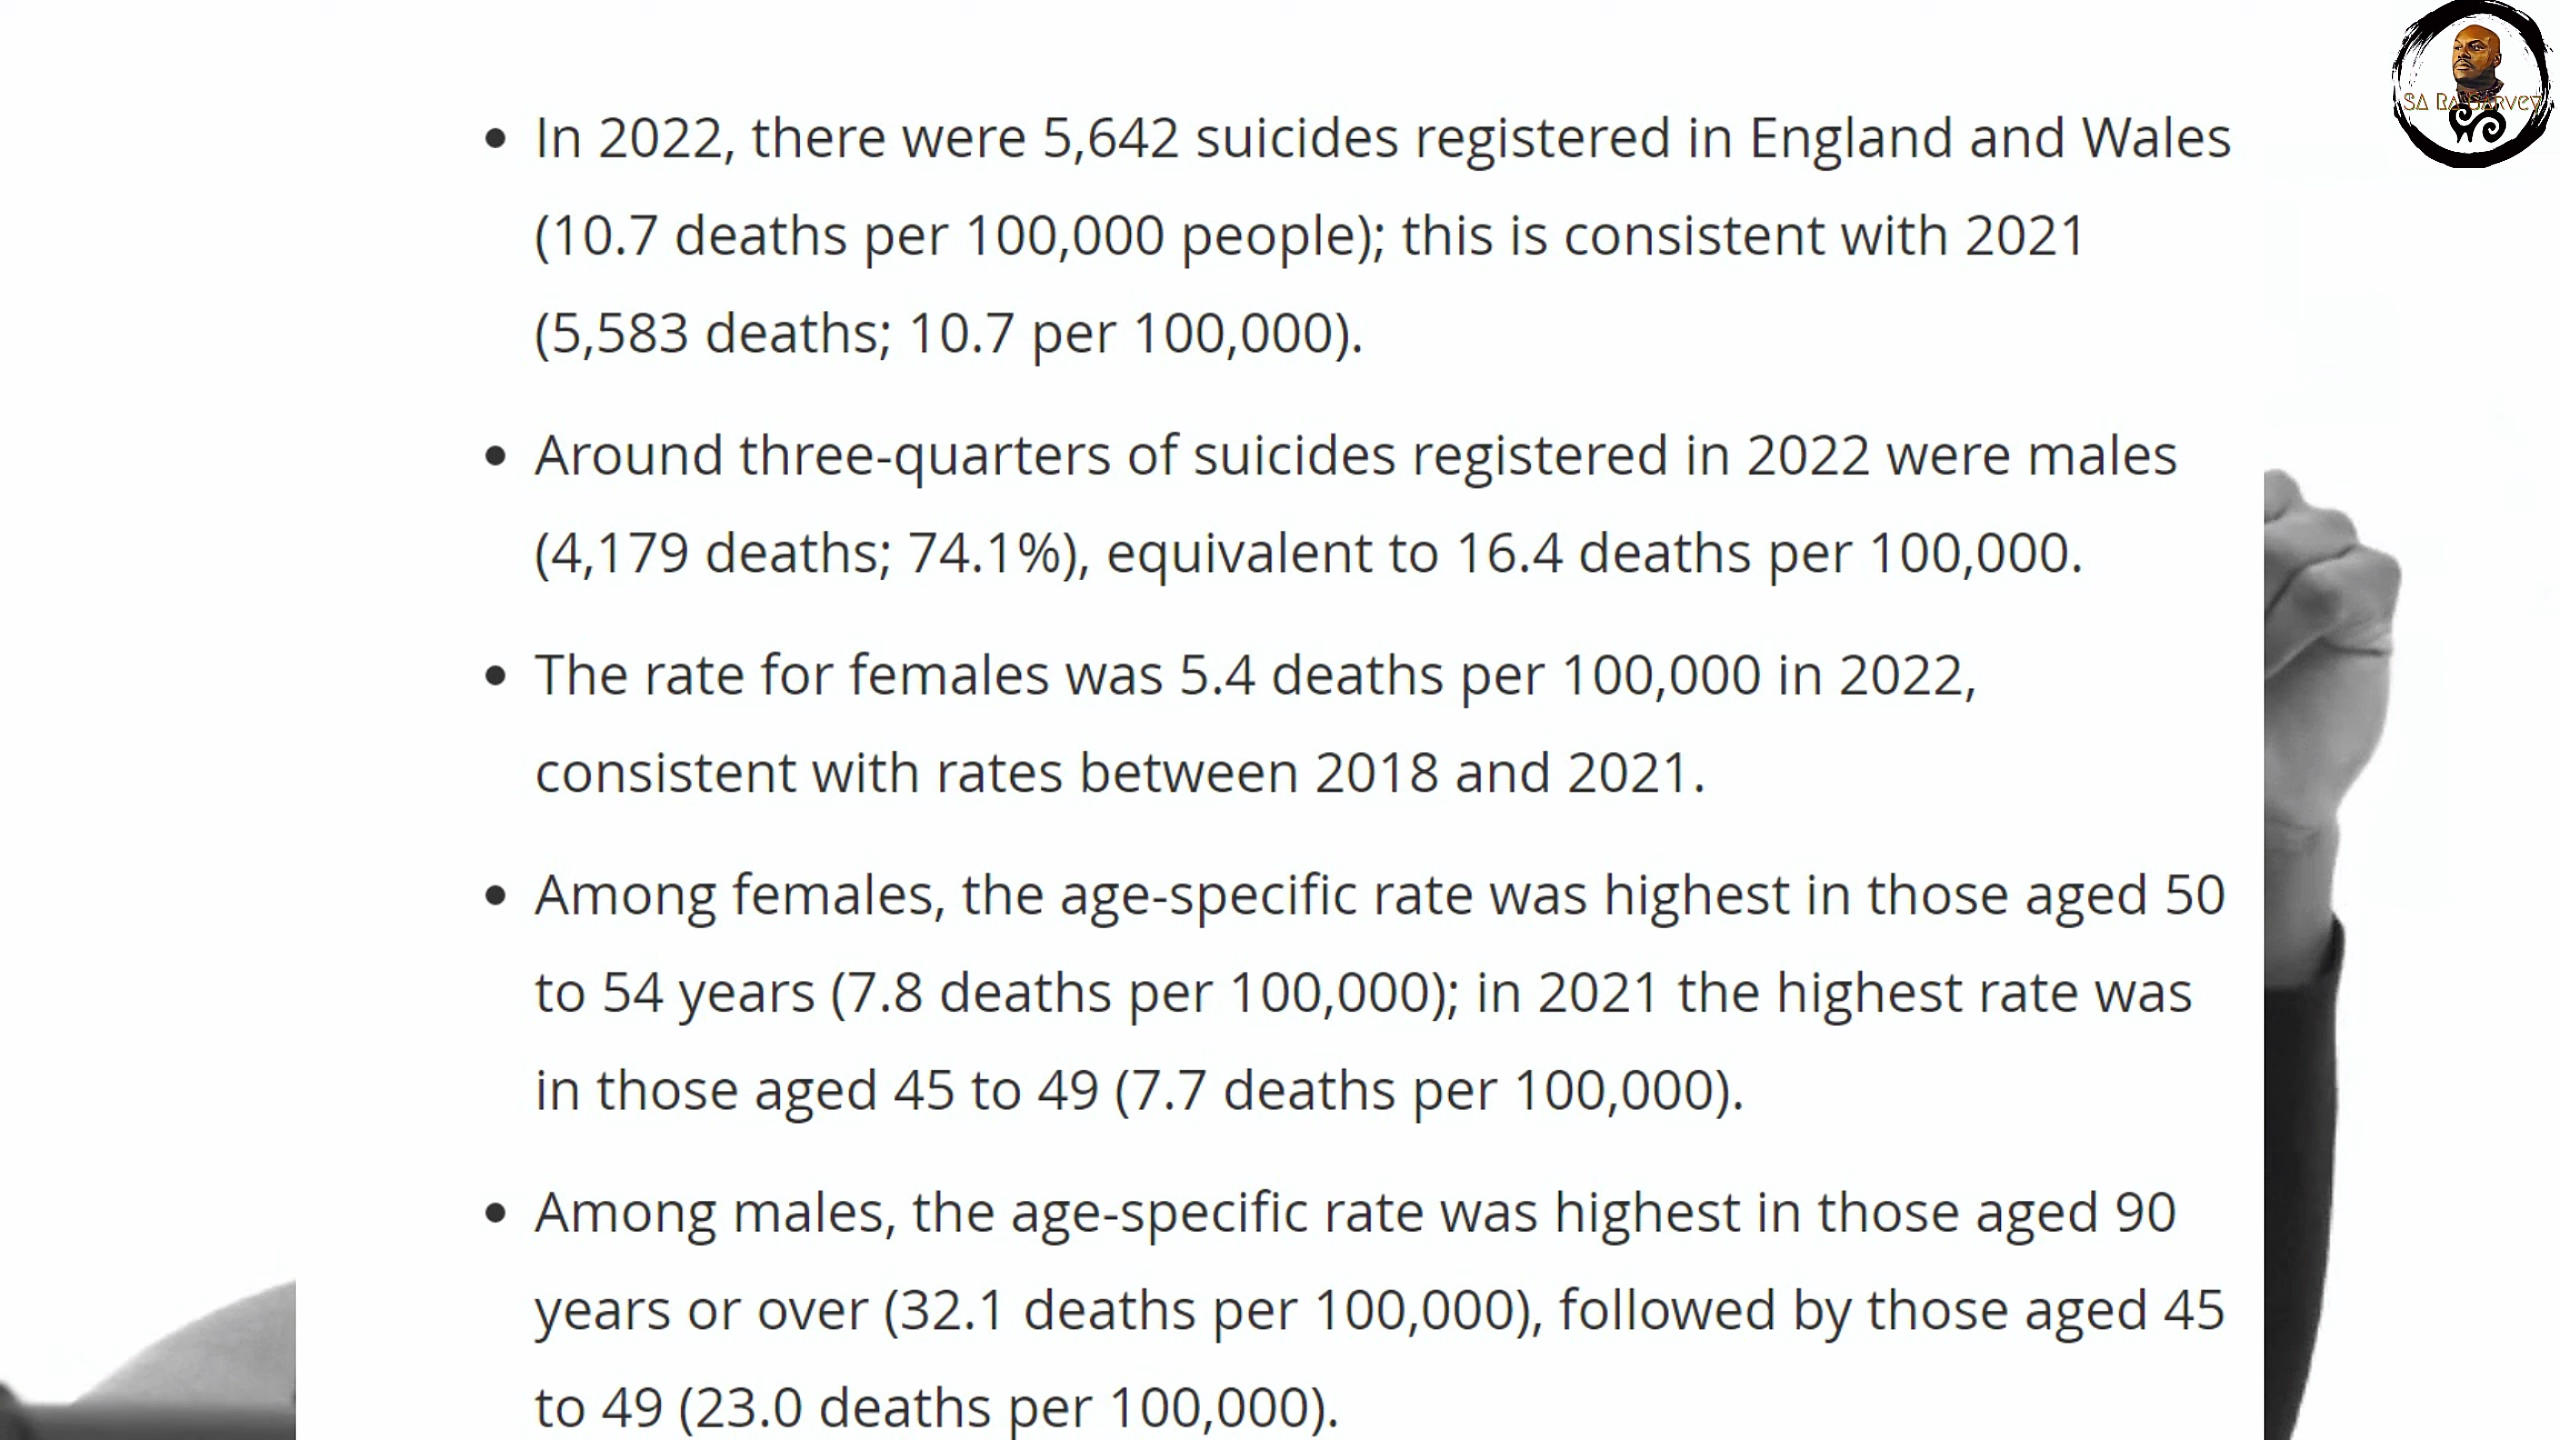 SA RA GARVEY
• In 2022, there were 5,642 suicides registered in England and Wales
(10.7 deaths per 100,000 people); this is consistent with 2021
(5,583 deaths; 10.7 per 100,000).
• Around three-quarters of suicides registered in 2022 were males
(4,179 deaths; 74.1%), equivalent to 16.4 deaths per 100,000.
• The rate for females was 5.4 deaths per 100,000 in 2022,
consistent with rates between 2018 and 2021.
• Among females, the age-specific rate was highest in those aged 50
to 54 years (7.8 deaths per 100,000); in 2021 the highest rate was
in those aged 45 to 49 (7.7 deaths per 100,000).
• Among males, the age-specific rate was highest in those aged 90
years or over (32.1 deaths per 100,000), followed by those aged 45
to 49 (23.0 deaths per 100,000).